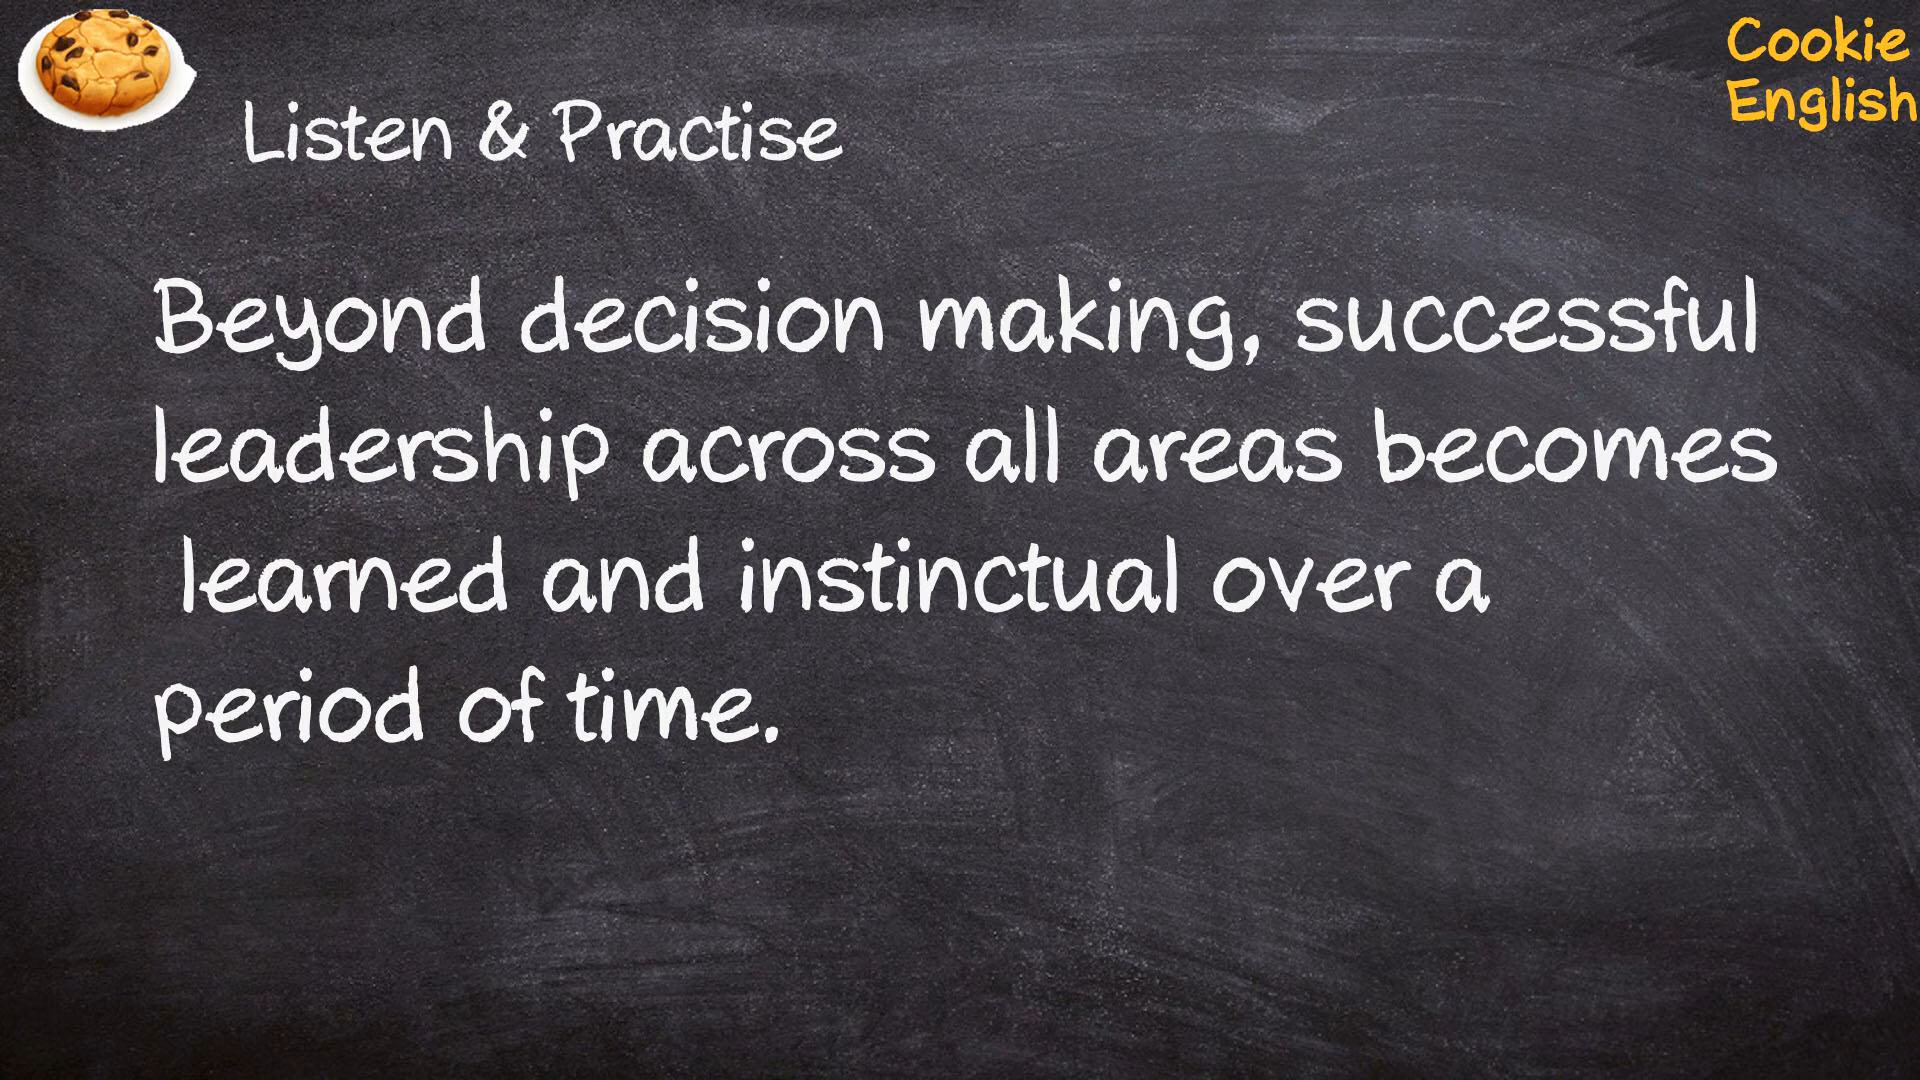 Cookie
English
Listen & Practise
Beyond decision making, successful
leadership across all areas becomes
learned and instinctual over a
period of time.